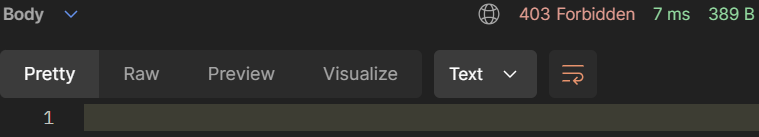 Body 403 Forbidden 7 ms 389 B
Pretty Raw Preview Visualize Text
1